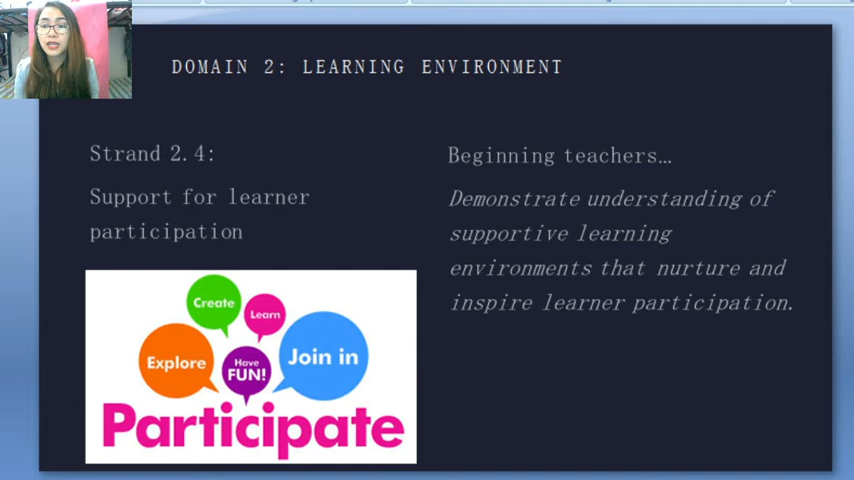 DOMAIN 2: LEARNING ENVIRONMENT
Strand 2.4:
Support for learner
participation
Beginning teachers…
Demonstrate understanding of
supportive learning
environments that nurture and
inspire learner participation.
Create
Learn
Explore
Have
FUN!
Join in
Participate